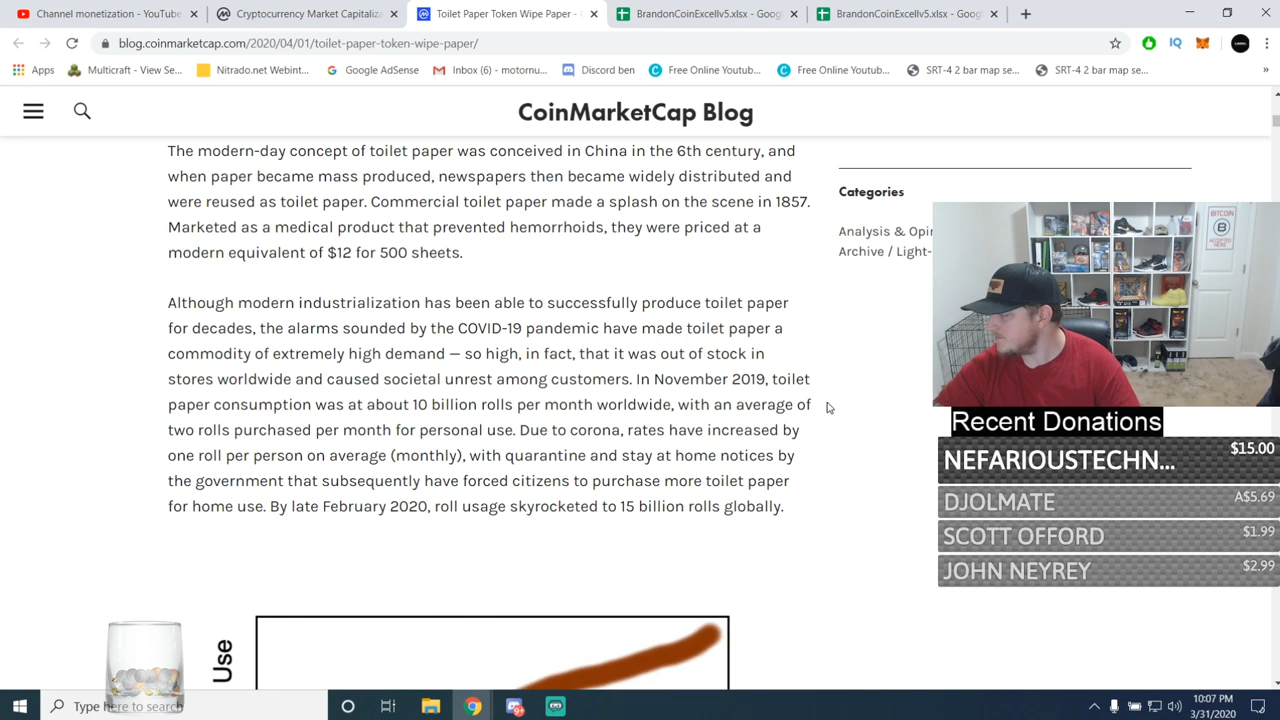 Channel monetization - YouTube
Cryptocurrency Market Capitaliza
Toilet Paper Token Wipe Paper -
BrandonCoinExcellv5.xlsx - Goog
BrandonCoinExcellv5.xlsx - Goog
blog.coinmarketcap.com/2020/04/01/toilet-paper-token-wipe-paper/
IQ
Apps
Multicraft - View Se...
Nitrado.net Webint...
Google AdSense
Inbox (6) - motornu...
Discord ben
Free Online Youtub...
Free Online Youtub...
SRT-4 2 bar map se...
SRT-4 2 bar map se...
»
CoinMarketCap Blog
The modern-day concept of toilet paper was conceived in China in the 6th century, and
when paper became mass produced, newspapers then became widely distributed and
were reused as toilet paper. Commercial toilet paper made a splash on the scene in 1857.
Marketed as a medical product that prevented hemorrhoids, they were priced at a
modern equivalent of $12 for 500 sheets.
Although modern industrialization has been able to successfully produce toilet paper
for decades, the alarms sounded by the COVID-19 pandemic have made toilet paper a
commodity of extremely high demand — so high, in fact, that it was out of stock in
stores worldwide and caused societal unrest among customers. In November 2019, toilet
paper consumption was at about 10 billion rolls per month worldwide, with an average of
two rolls purchased per month for personal use. Due to corona, rates have increased by
one roll per person on average (monthly), with quarantine and stay at home notices by
the government that subsequently have forced citizens to purchase more toilet paper
for home use. By late February 2020, roll usage skyrocketed to 15 billion rolls globally.
Categories
Analysis & Opin
Archive / Light-
BITCOIN
ACCEPTED
HERE
Recent Donations
NEFARIOUSTECHN... $15.00
DJOLMATE A$5.69
SCOTT OFFORD $1.99
JOHN NEYREY $2.99
Use
Type here to search
10:07 PM
3/31/2020